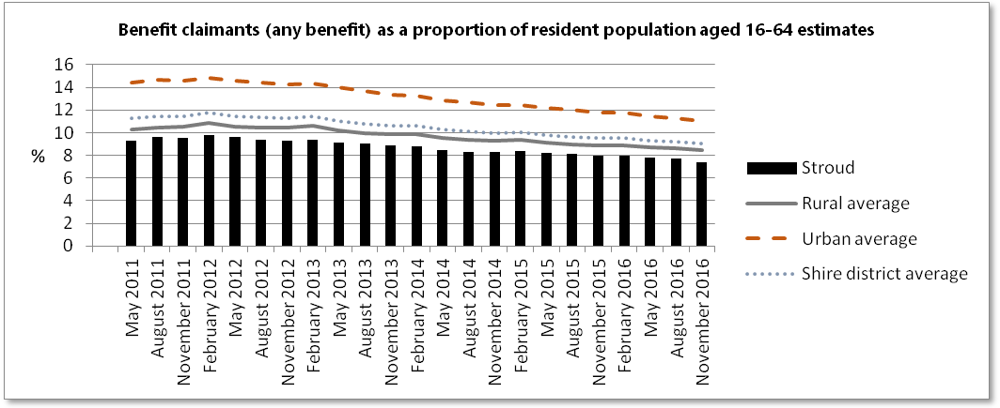 Benefit claimants (any benefit) as a proportion of resident population aged 16-64 estimates
16
14
12
10
8
6
4
2
0
%
May 2011
August 2011
November 2011
February 2012
May 2012
August 2012
November 2012
February 2013
May 2013
August 2013
November 2013
February 2014
May 2014
August 2014
November 2014
February 2015
May 2015
August 2015
November 2015
February 2016
May 2016
August 2016
November 2016
Stroud
Rural average
Urban average
Shire district average